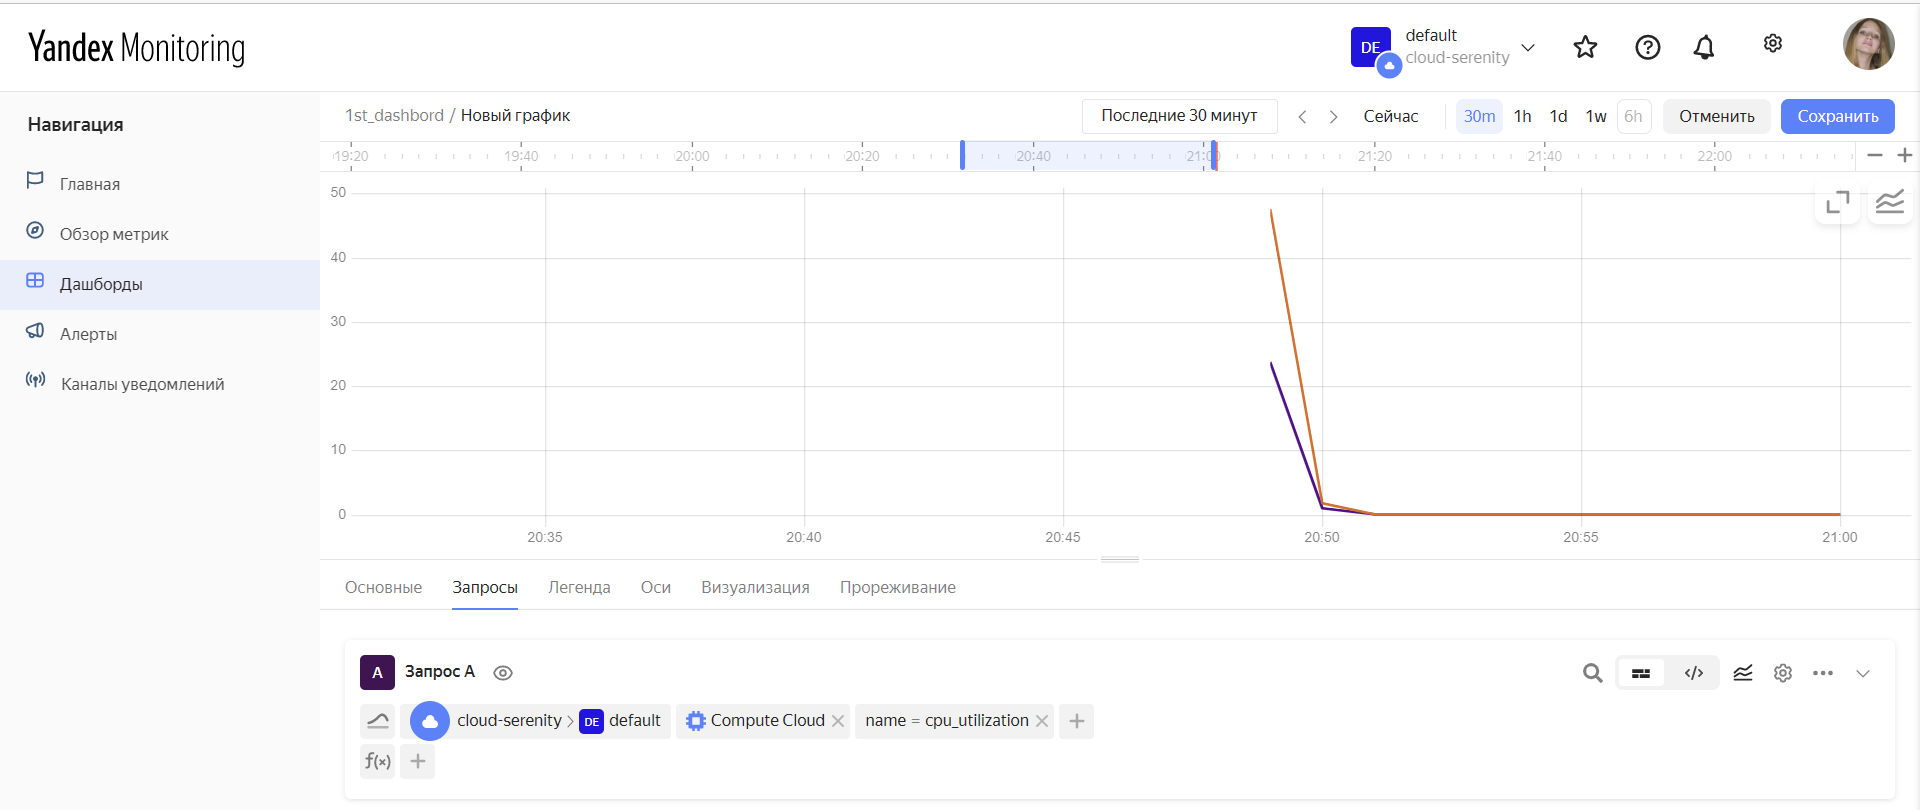 Yandex Monitoring
DE
default
cloud-serenity
Навигация
Главная
Обзор метрик
Дашборды
Алерты
Каналы уведомлений
1st_dashbord / Новый график
Последние 30 минут
Сейчас
30m 1h 1d 1w 6h
Отменить
Сохранить
19:20 19:40 20:00 20:20 20:40 21:00 21:20 21:40 22:00
50
40
30
20
10
0
20:35 20:40 20:45 20:50 20:55 21:00
Основные Запросы Легенда Оси Визуализация Прореживание
A Запрос A
cloud-serenity > DE default Compute Cloud name = cpu_utilization
f(x)